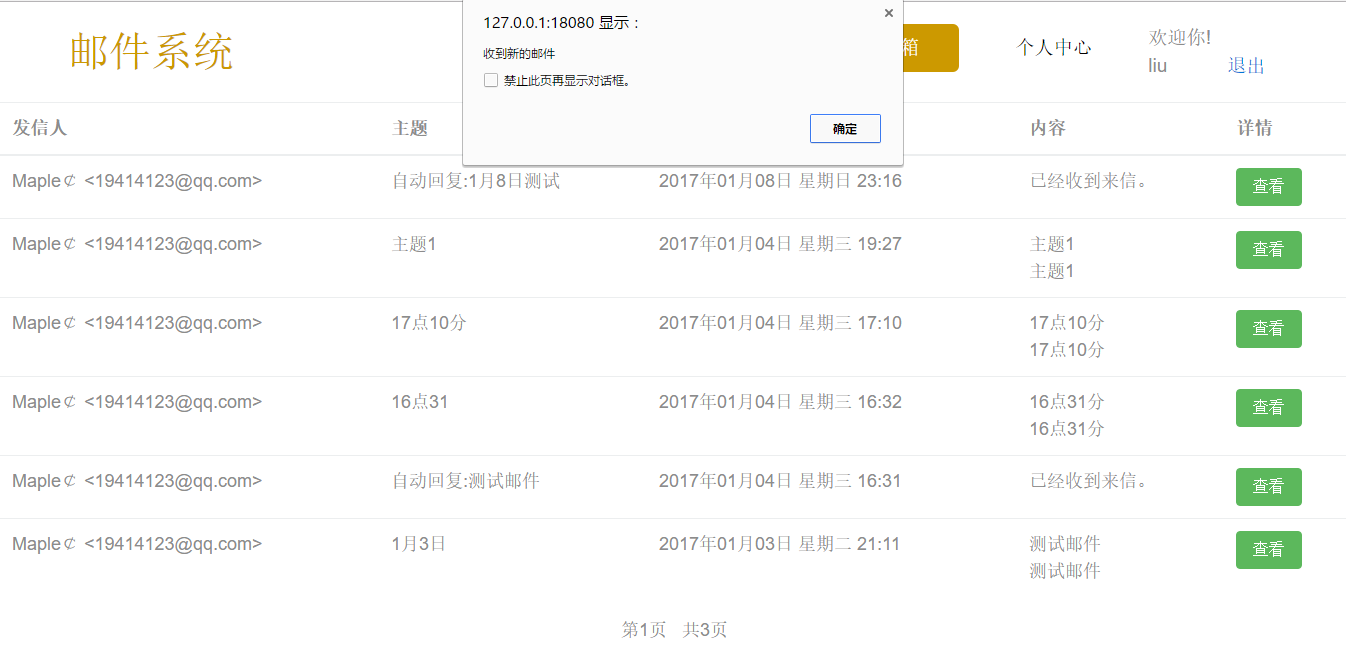 127.0.0.1:18080 显示：
收到新的邮件
禁止此页再显示对话框。
确定
邮件系统
箱
个人中心
欢迎你!
liu 退出
发信人 主题 内容 详情
Maple⊄ <19414123@qq.com> 自动回复:1月8日测试 2017年01月08日 星期日 23:16 已经收到来信。 查看
Maple⊄ <19414123@qq.com> 主题1 2017年01月04日 星期三 19:27 主题1 查看
主题1
Maple⊄ <19414123@qq.com> 17点10分 2017年01月04日 星期三 17:10 17点10分 查看
17点10分
Maple⊄ <19414123@qq.com> 16点31 2017年01月04日 星期三 16:32 16点31分 查看
16点31分
Maple⊄ <19414123@qq.com> 自动回复:测试邮件 2017年01月04日 星期三 16:31 已经收到来信。 查看
Maple⊄ <19414123@qq.com> 1月3日 2017年01月03日 星期二 21:11 测试邮件 查看
测试邮件
第1页 共3页